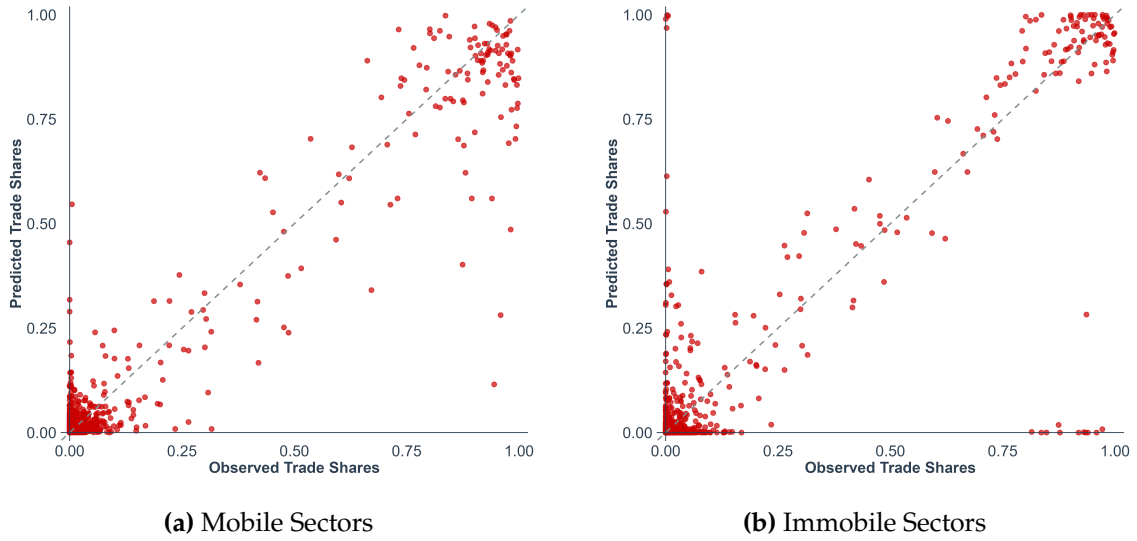 1.00
0.75
0.50
0.25
0.00
Predicted Trade Shares
0.00 0.25 0.50 0.75 1.00
Observed Trade Shares
(a) Mobile Sectors
1.00
0.75
0.50
0.25
0.00
Predicted Trade Shares
0.00 0.25 0.50 0.75 1.00
Observed Trade Shares
(b) Immobile Sectors